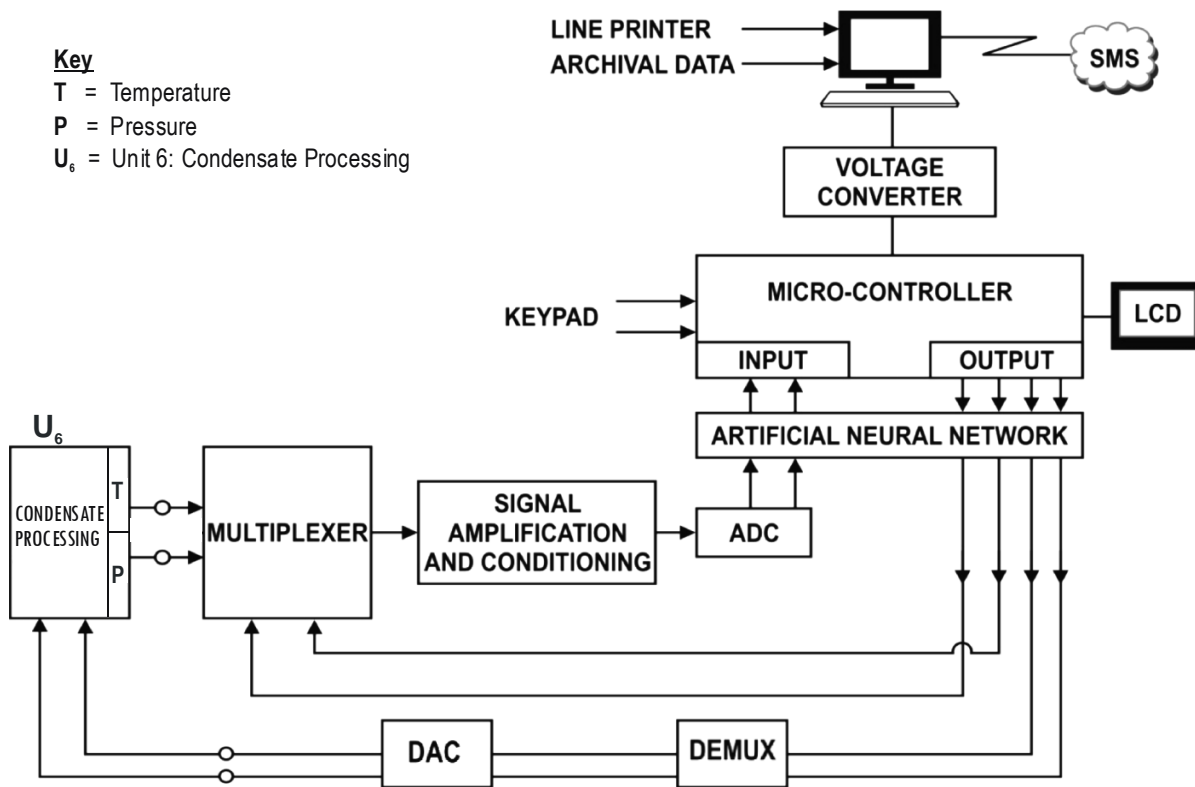 Key
T = Temperature
P = Pressure
U₆ = Unit 6: Condensate Processing
LINE PRINTER
ARCHIVAL DATA
SMS
VOLTAGE
CONVERTER
MICRO-CONTROLLER
KEYPAD
LCD
INPUT
OUTPUT
ARTIFICIAL NEURAL NETWORK
U₆
CONDENSATE
PROCESSING
T
P
MULTIPLEXER
SIGNAL
AMPLIFICATION
AND CONDITIONING
ADC
DAC
DEMUX